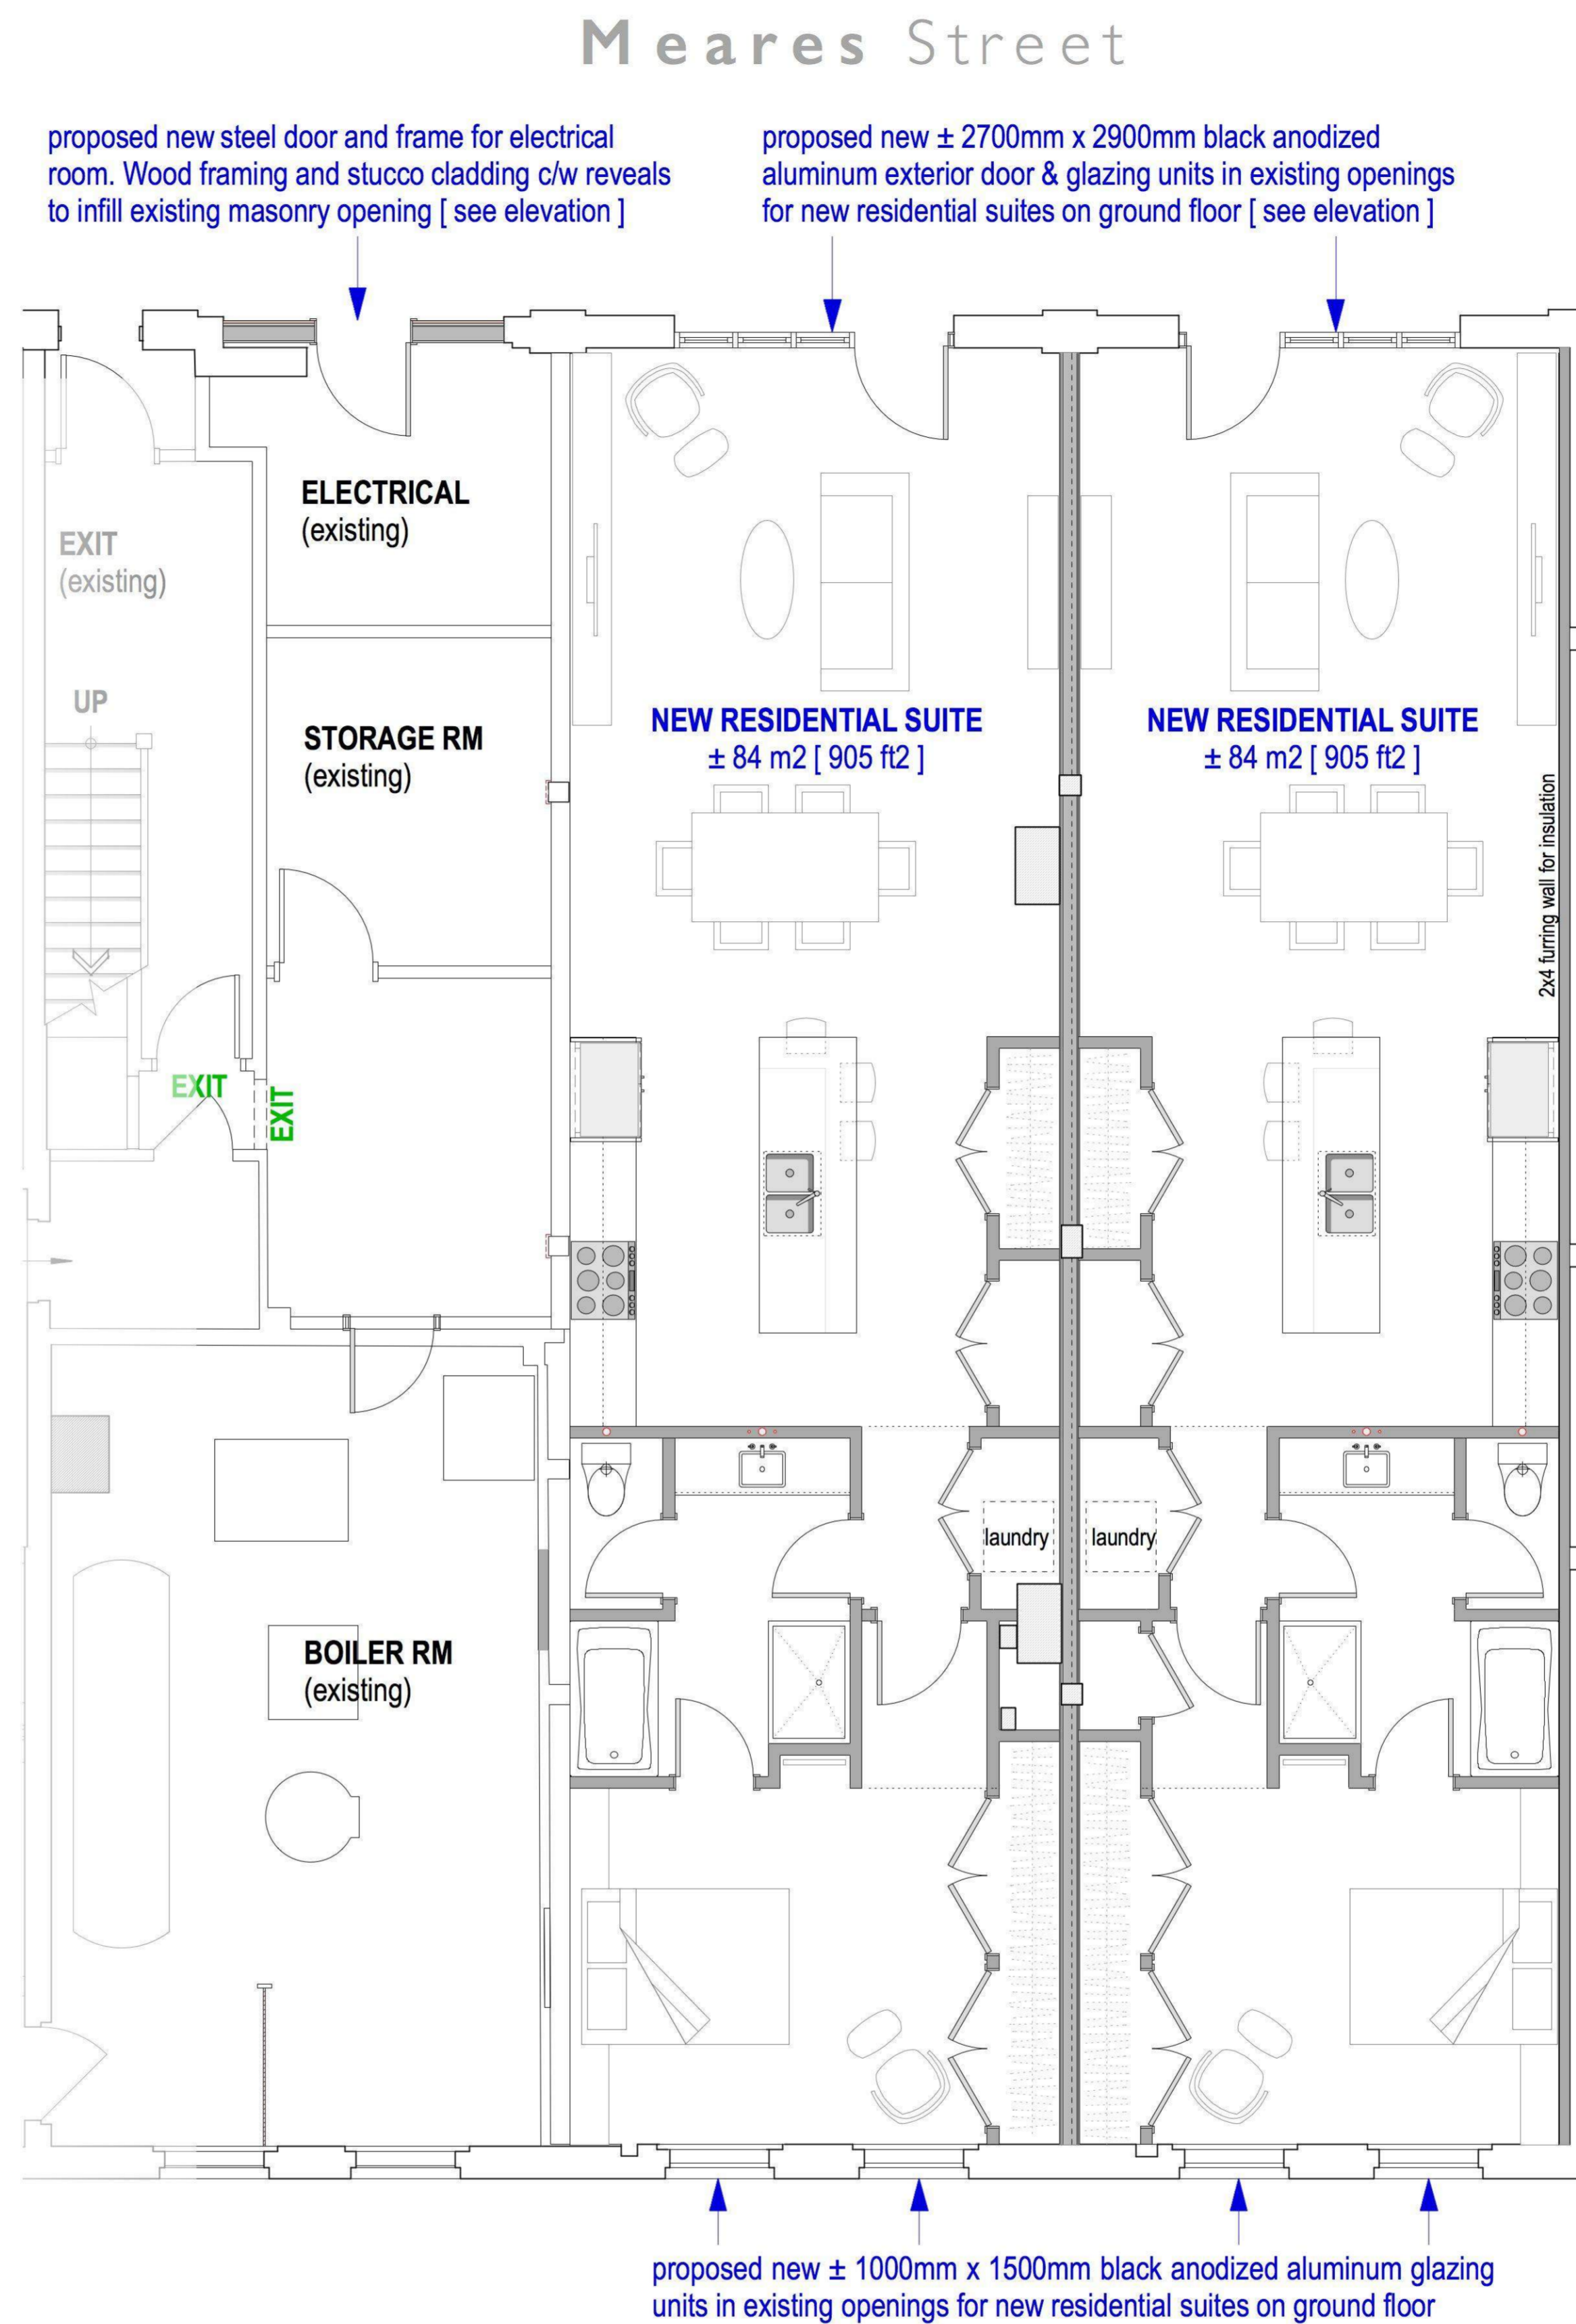 Meares Street
proposed new steel door and frame for electrical
room. Wood framing and stucco cladding c/w reveals
to infill existing masonry opening [ see elevation ]
proposed new ± 2700mm x 2900mm black anodized
aluminum exterior door & glazing units in existing openings
for new residential suites on ground floor [ see elevation ]
ELECTRICAL
(existing)
EXIT
(existing)
UP
STORAGE RM
(existing)
NEW RESIDENTIAL SUITE
± 84 m2 [ 905 ft2 ]
NEW RESIDENTIAL SUITE
± 84 m2 [ 905 ft2 ]
2x4 furring wall for insulation
EXIT
EXIT
laundry
laundry
BOILER RM
(existing)
proposed new ± 1000mm x 1500mm black anodized aluminum glazing
units in existing openings for new residential suites on ground floor